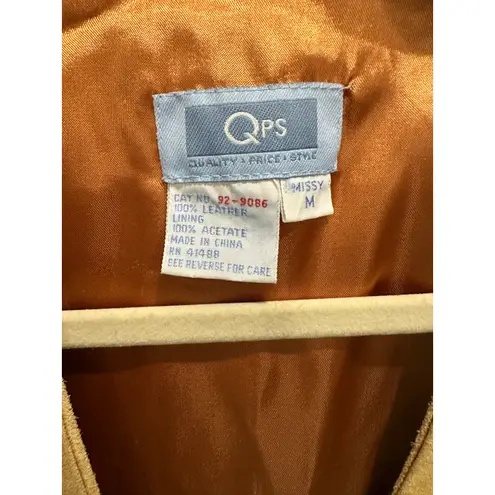 QPS
QUALITY • PRICE • STYLE
MISSY
M
CAT NO. 92-9086
100% LEATHER
LINING
100% ACETATE
MADE IN CHINA
RN 41488
SEE REVERSE FOR CARE